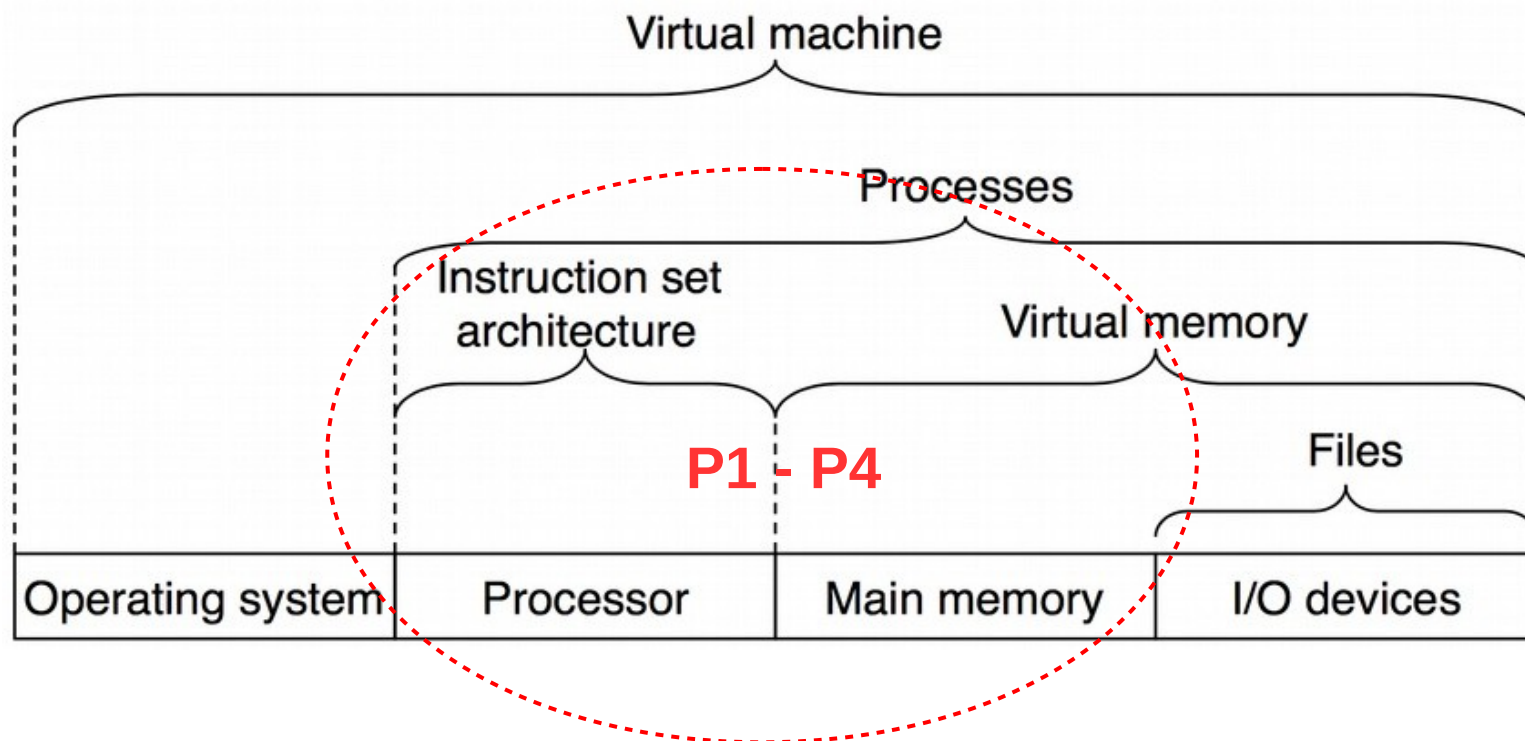 Virtual machine
Processes
Instruction set
architecture
Virtual memory
P1 - P4
Files
Operating system
Processor
Main memory
I/O devices